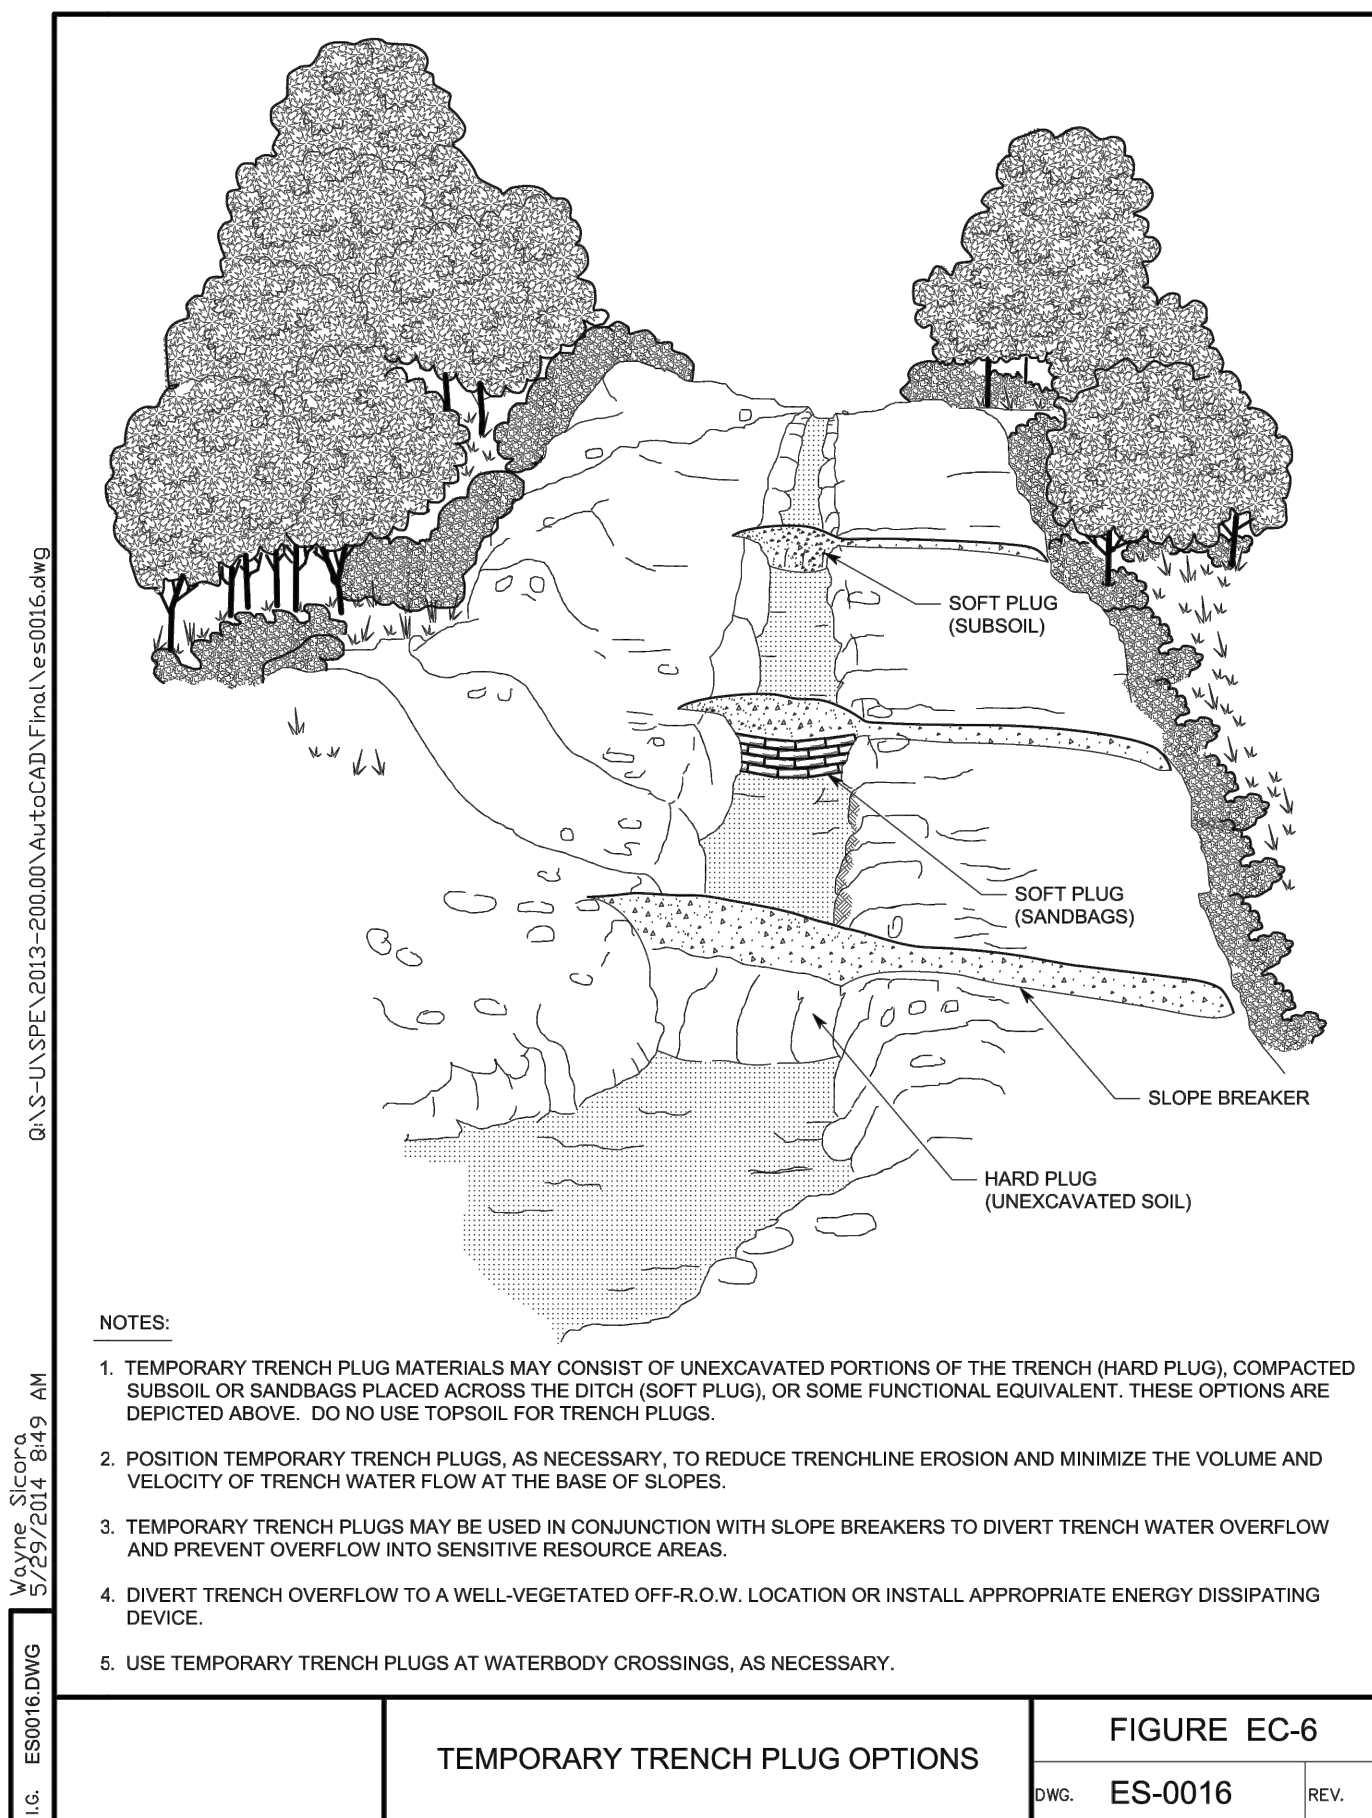 SOFT PLUG
(SUBSOIL)
SOFT PLUG
(SANDBAGS)
SLOPE BREAKER
HARD PLUG
(UNEXCAVATED SOIL)
NOTES:
1. TEMPORARY TRENCH PLUG MATERIALS MAY CONSIST OF UNEXCAVATED PORTIONS OF THE TRENCH (HARD PLUG), COMPACTED
SUBSOIL OR SANDBAGS PLACED ACROSS THE DITCH (SOFT PLUG), OR SOME FUNCTIONAL EQUIVALENT. THESE OPTIONS ARE
DEPICTED ABOVE. DO NO USE TOPSOIL FOR TRENCH PLUGS.
2. POSITION TEMPORARY TRENCH PLUGS, AS NECESSARY, TO REDUCE TRENCHLINE EROSION AND MINIMIZE THE VOLUME AND
VELOCITY OF TRENCH WATER FLOW AT THE BASE OF SLOPES.
3. TEMPORARY TRENCH PLUGS MAY BE USED IN CONJUNCTION WITH SLOPE BREAKERS TO DIVERT TRENCH WATER OVERFLOW
AND PREVENT OVERFLOW INTO SENSITIVE RESOURCE AREAS.
4. DIVERT TRENCH OVERFLOW TO A WELL-VEGETATED OFF-R.O.W. LOCATION OR INSTALL APPROPRIATE ENERGY DISSIPATING
DEVICE.
5. USE TEMPORARY TRENCH PLUGS AT WATERBODY CROSSINGS, AS NECESSARY.
TEMPORARY TRENCH PLUG OPTIONS
FIGURE EC-6
DWG. ES-0016 REV.
Q:\S-U\SPE\2013-200.00\AutoCAD\Final\es0016.dwg
Wayne Sicora
5/29/2014 8:49 AM
I.G. ES0016.DWG